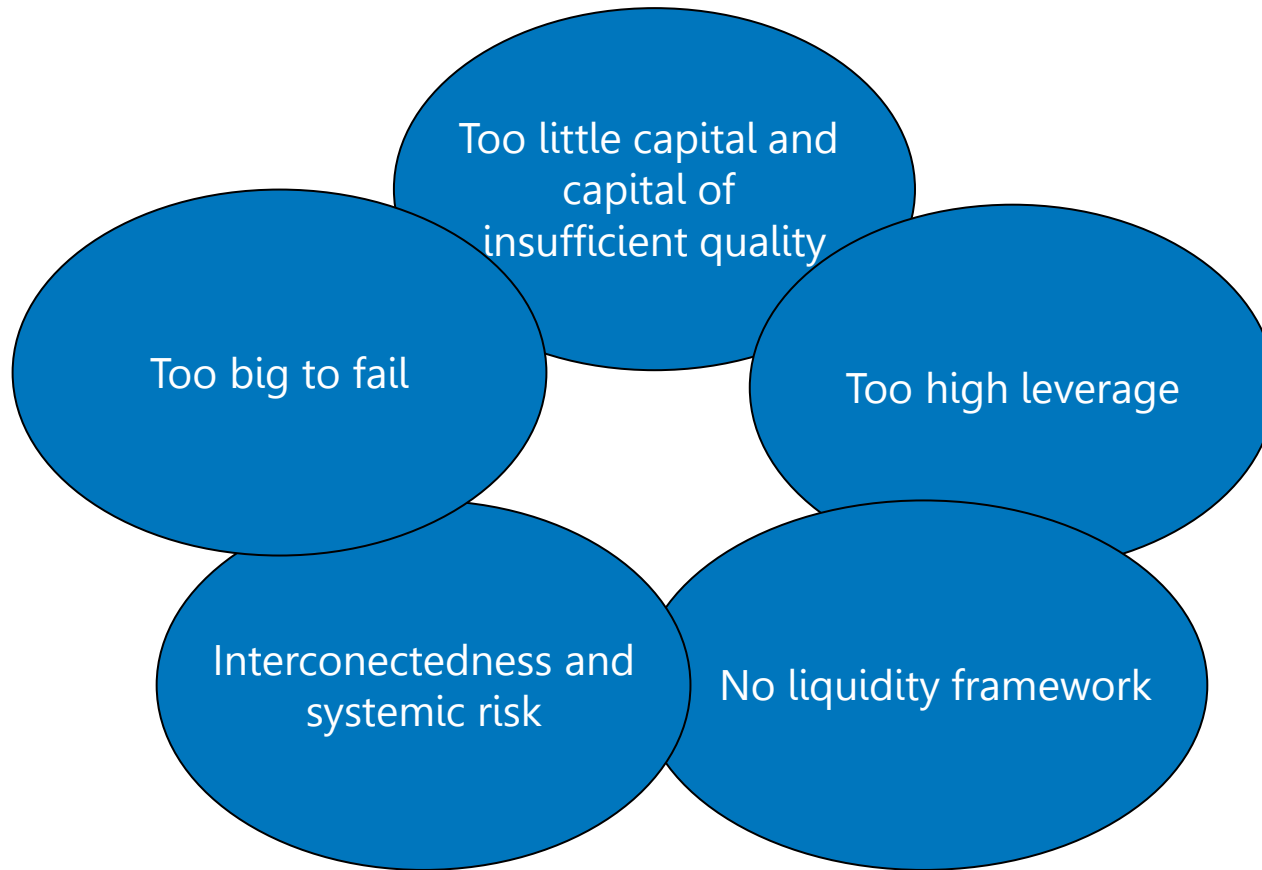 Too little capital and
capital of
insufficient quality
Too big to fail
Too high leverage
Interconectedness and
systemic risk
No liquidity framework